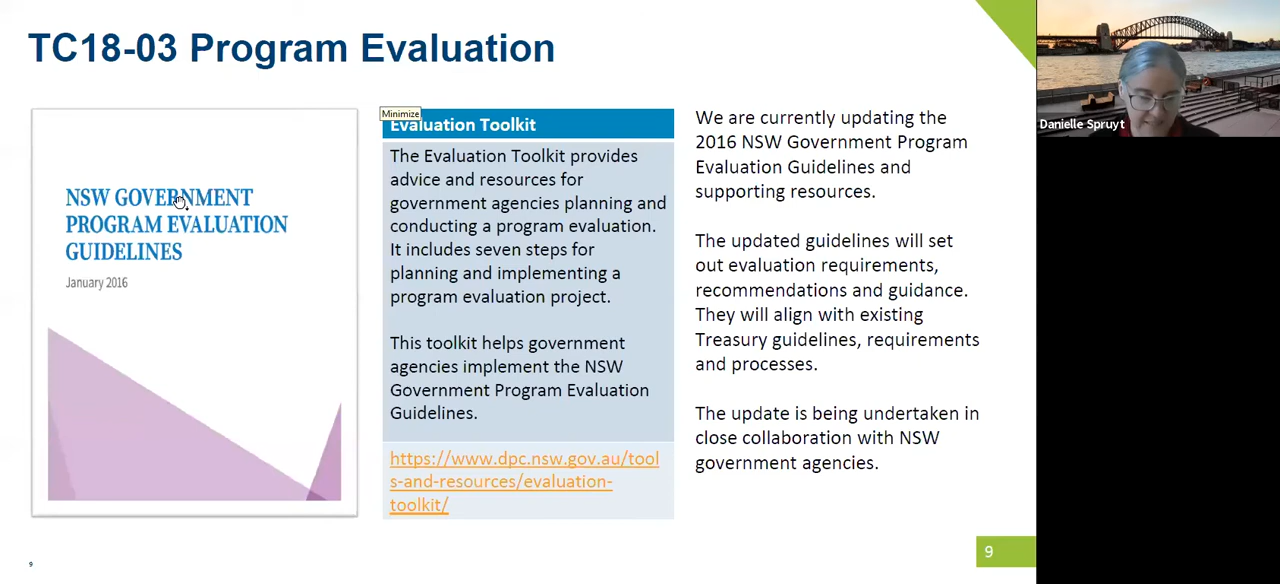 TC18-03 Program Evaluation
NSW GOVERNMENT
PROGRAM EVALUATION
GUIDELINES
January 2016
Minimize
Evaluation Toolkit
The Evaluation Toolkit provides
advice and resources for
government agencies planning and
conducting a program evaluation.
It includes seven steps for
planning and implementing a
program evaluation project.
This toolkit helps government
agencies implement the NSW
Government Program Evaluation
Guidelines.
https://www.dpc.nsw.gov.au/tool
s-and-resources/evaluation-
toolkit/
We are currently updating the
2016 NSW Government Program
Evaluation Guidelines and
supporting resources.
The updated guidelines will set
out evaluation requirements,
recommendations and guidance.
They will align with existing
Treasury guidelines, requirements
and processes.
The update is being undertaken in
close collaboration with NSW
government agencies.
9
9
Danielle Spruyt